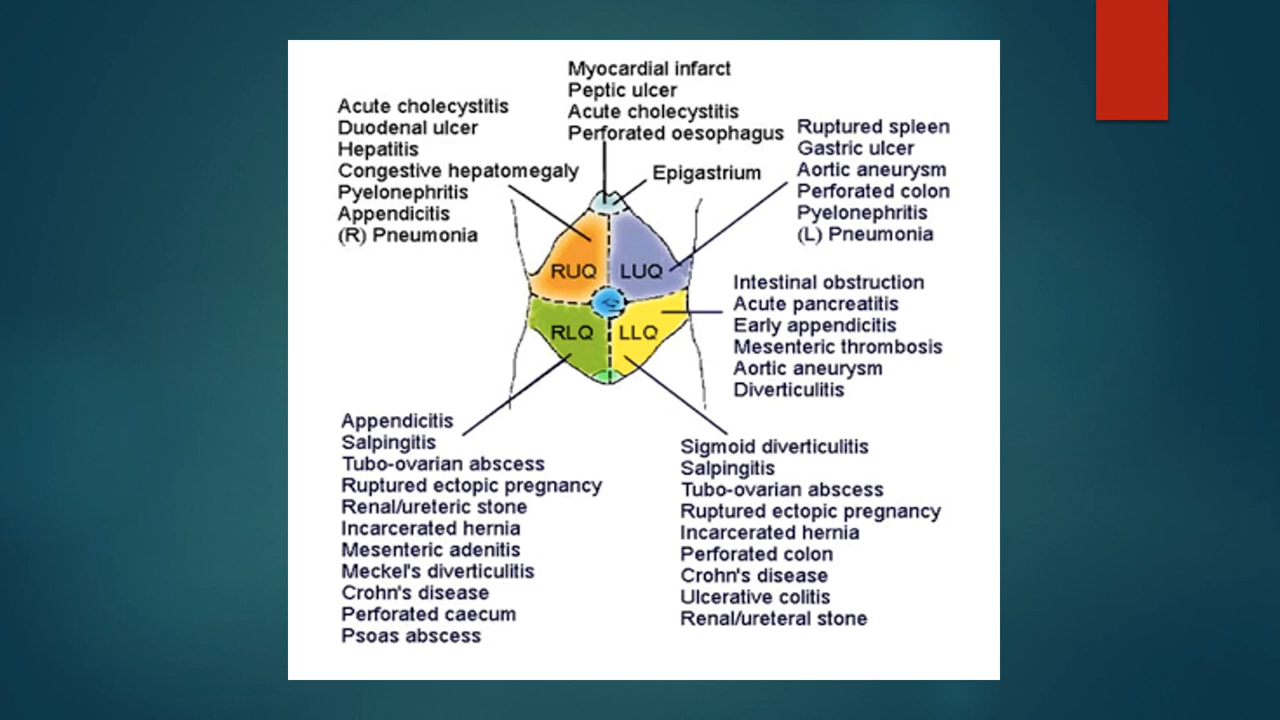 Myocardial infarct
Peptic ulcer
Acute cholecystitis
Perforated oesophagus
Acute cholecystitis
Duodenal ulcer
Hepatitis
Congestive hepatomegaly
Pyelonephritis
Appendicitis
(R) Pneumonia
Epigastrium
Ruptured spleen
Gastric ulcer
Aortic aneurysm
Perforated colon
Pyelonephritis
(L) Pneumonia
RUQ LUQ
RLQ LLQ
Intestinal obstruction
Acute pancreatitis
Early appendicitis
Mesenteric thrombosis
Aortic aneurysm
Diverticulitis
Appendicitis
Salpingitis
Tubo-ovarian abscess
Ruptured ectopic pregnancy
Renal/ureteric stone
Incarcerated hernia
Mesenteric adenitis
Meckel's diverticulitis
Crohn's disease
Perforated caecum
Psoas abscess
Sigmoid diverticulitis
Salpingitis
Tubo-ovarian abscess
Ruptured ectopic pregnancy
Incarcerated hernia
Perforated colon
Crohn's disease
Ulcerative colitis
Renal/ureteral stone